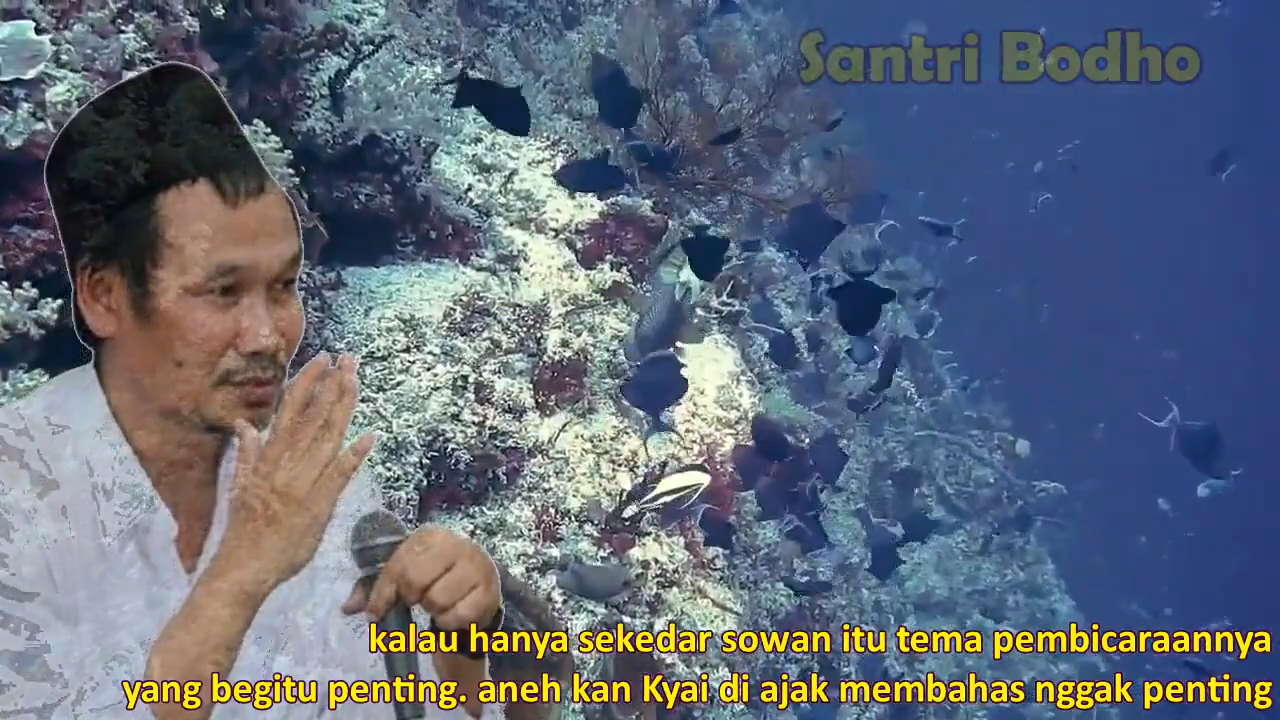 Santri Bodho
kalau hanya sekedar sowan itu tema pembicaraannya
yang begitu penting. aneh kan Kyai di ajak membahas nggak penting